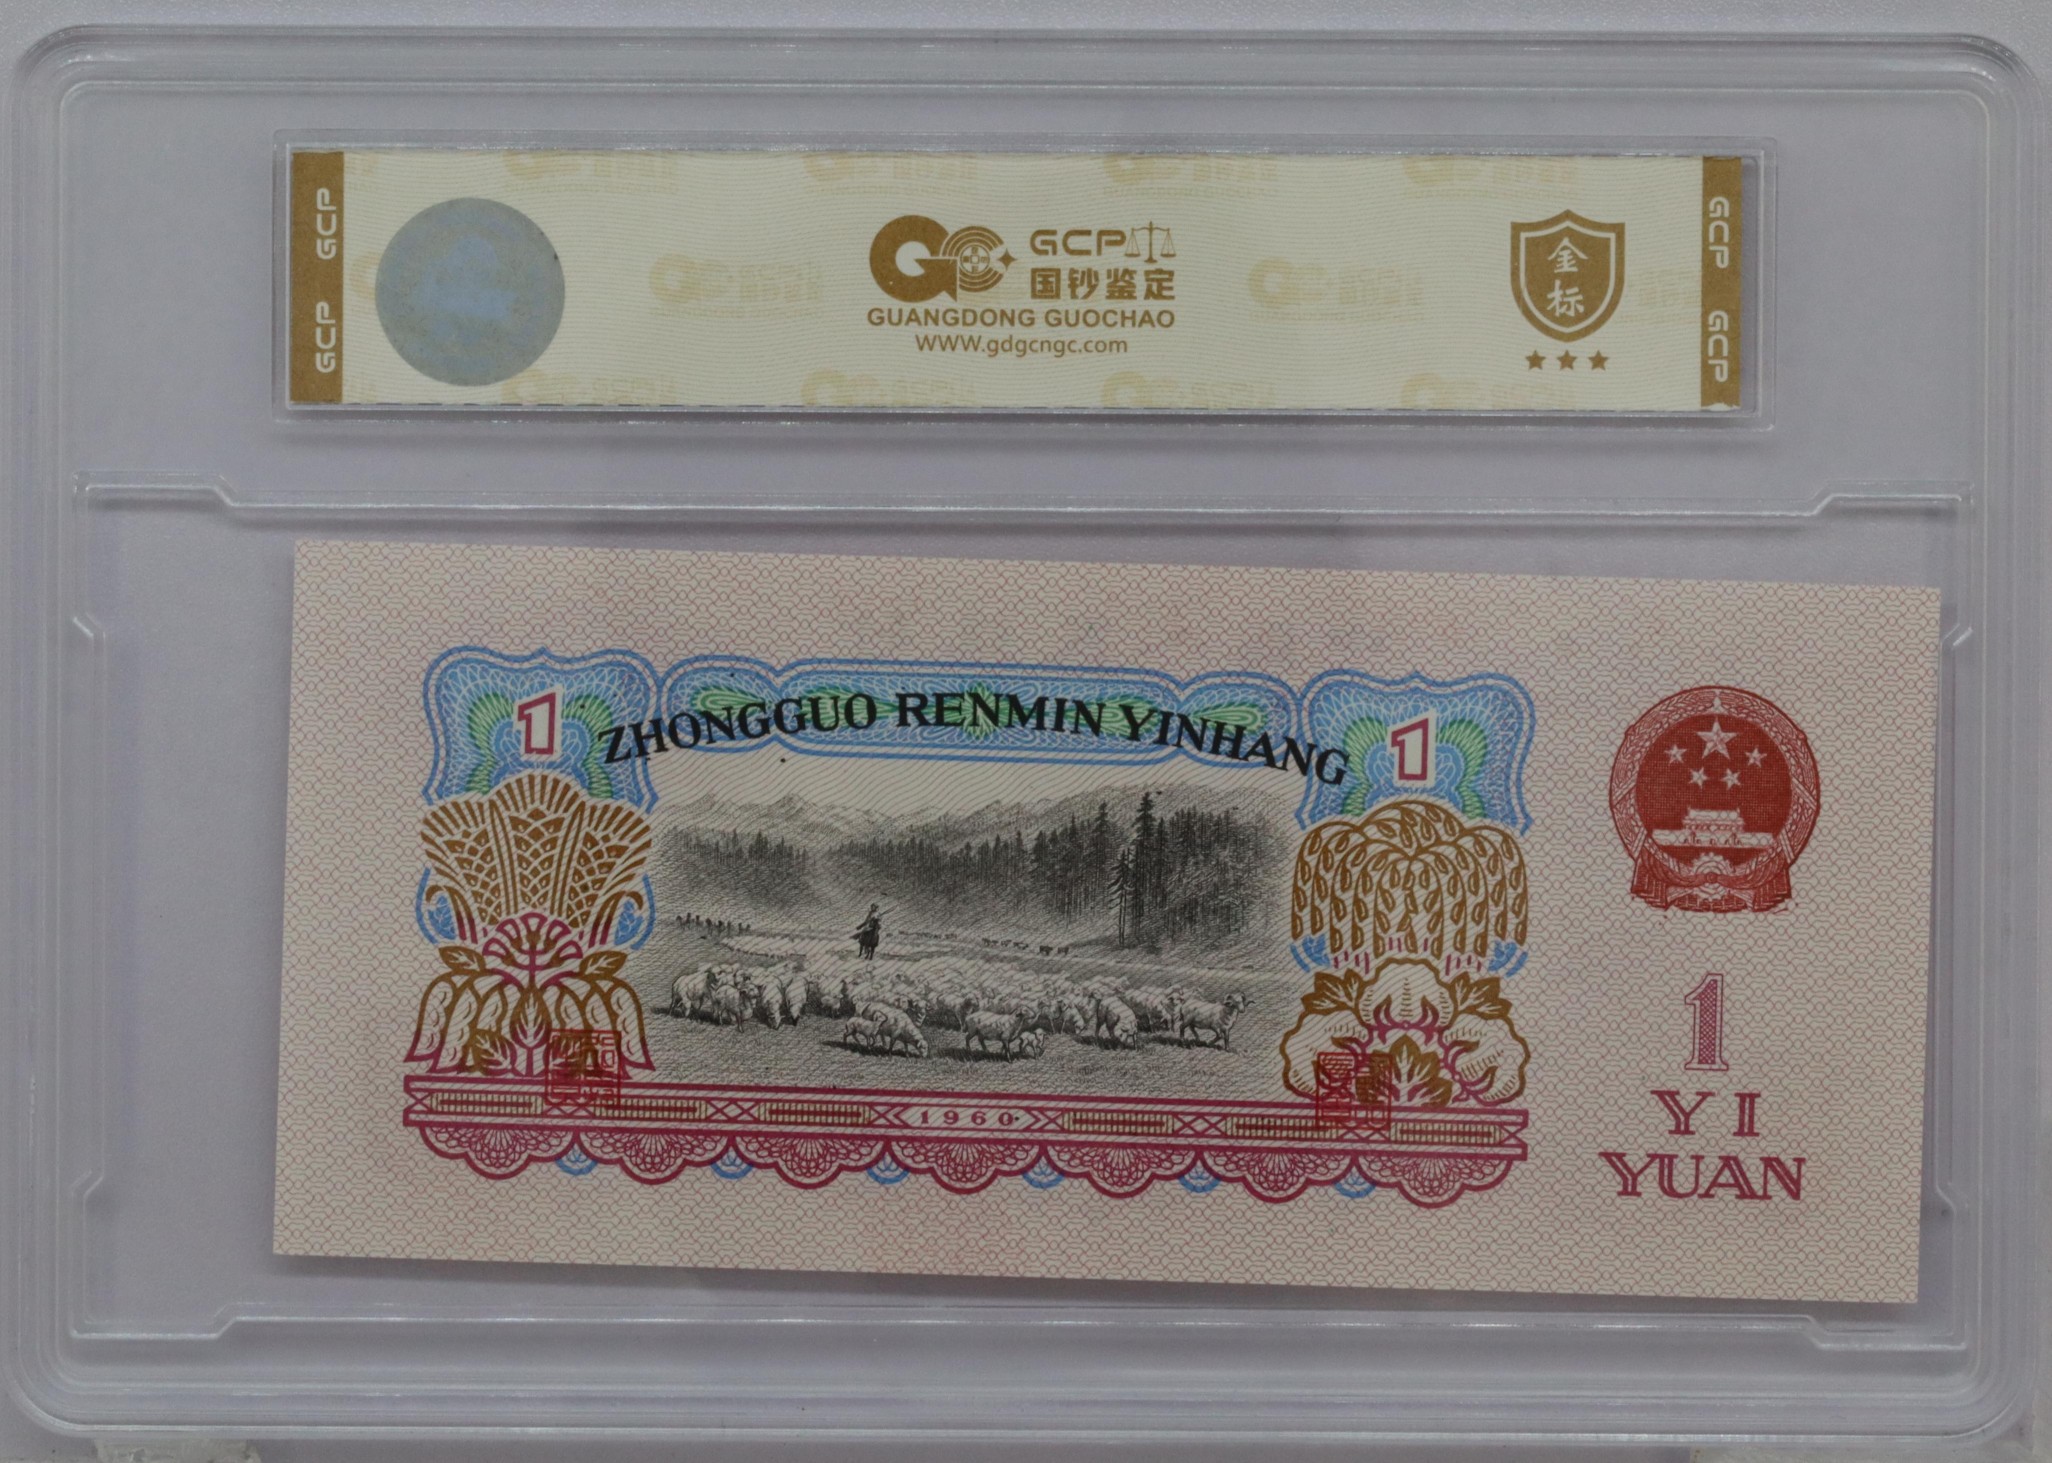 GCP
GCP
GCP
国钞鉴定
GUANGDONG GUOCHAO
www.gdgcngc.com
金标
GCP
GCP
1
ZHONGGUO RENMIN YINHANG
1
1960
1
YI
YUAN